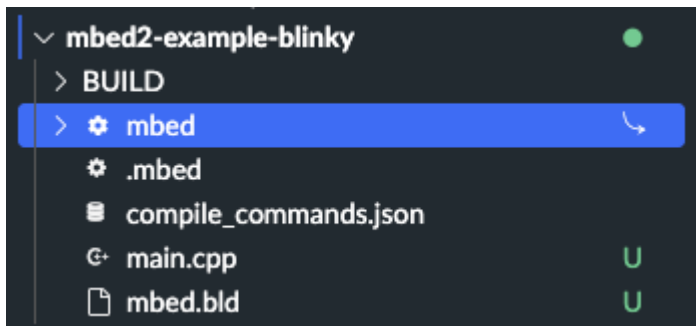 mbed2-example-blinky
BUILD
mbed
.mbed
compile_commands.json
main.cpp U
mbed.bld U